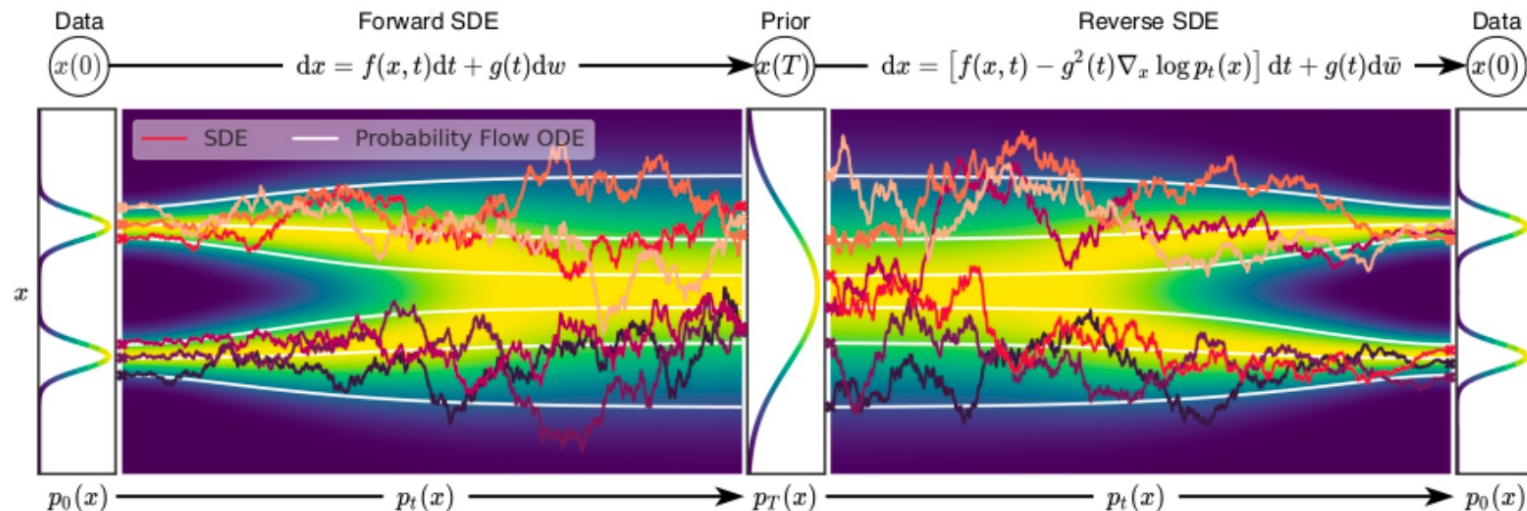 Data Forward SDE Prior Reverse SDE Data
x(0) dx = f(x, t)dt + g(t)dw x(T) dx = [f(x, t) − g²(t)∇ₓ log pₜ(x)] dt + g(t)dw̄ x(0)
SDE Probability Flow ODE
x
p₀(x) pₜ(x) p_T(x) pₜ(x) p₀(x)